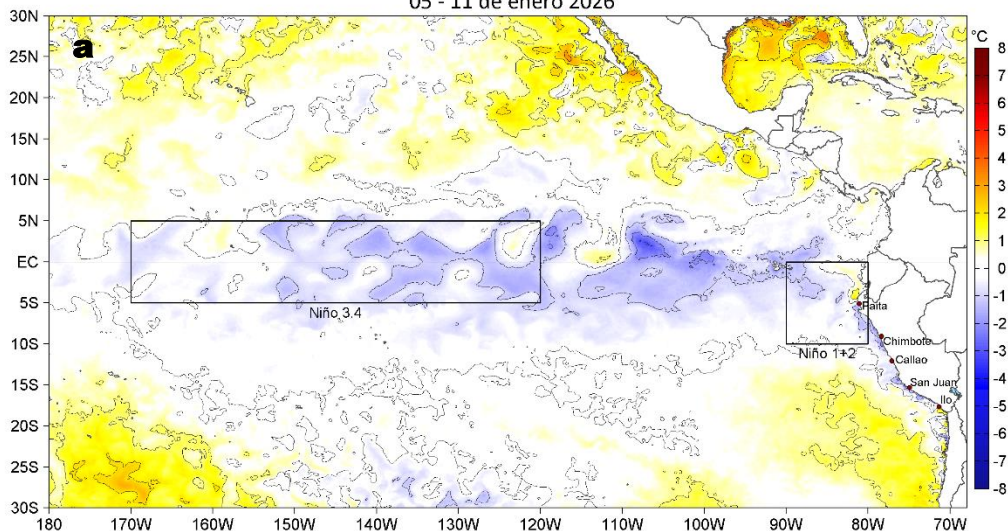 05 - 11 de enero 2026
a
°C
30N
25N
20N
15N
10N
5N
EC
5S
10S
15S
20S
25S
30S
180 170W 160W 150W 140W 130W 120W 110W 100W 90W 80W 70W
Niño 3.4
Niño 1+2
Paita
Chimbote
Callao
San Juan
Ilo
8
7
6
5
4
3
2
1
0
-1
-2
-3
-4
-5
-6
-7
-8